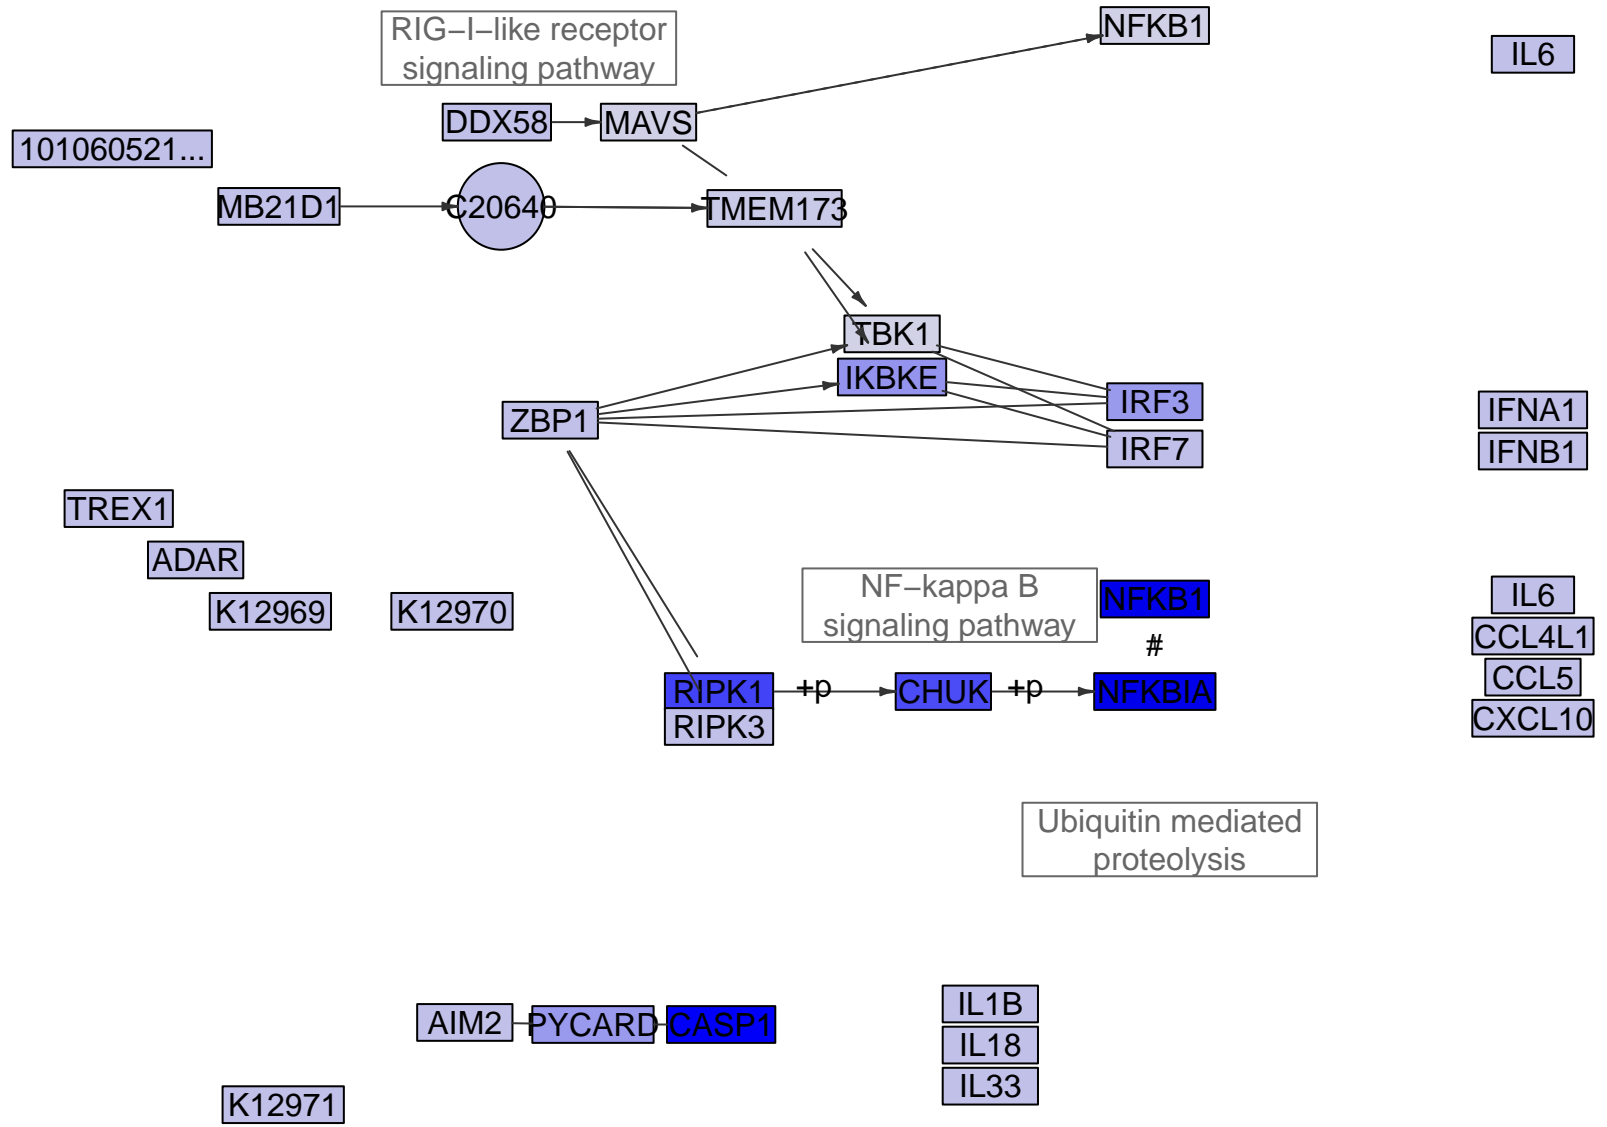 RIG−I−like receptor
signaling pathway
NFKB1
IL6
DDX58
MAVS
101060521...
MB21D1
C20640
TMEM173
TBK1
IKBKE
ZBP1
IRF3
IRF7
IFNA1
IFNB1
TREX1
ADAR
K12969
K12970
NF−kappa B
signaling pathway
NFKB1
#
IL6
CCL4L1
CCL5
CXCL10
RIPK1
+p
CHUK
+p
NFKBIA
RIPK3
Ubiquitin mediated
proteolysis
AIM2
PYCARD
CASP1
IL1B
IL18
IL33
K12971